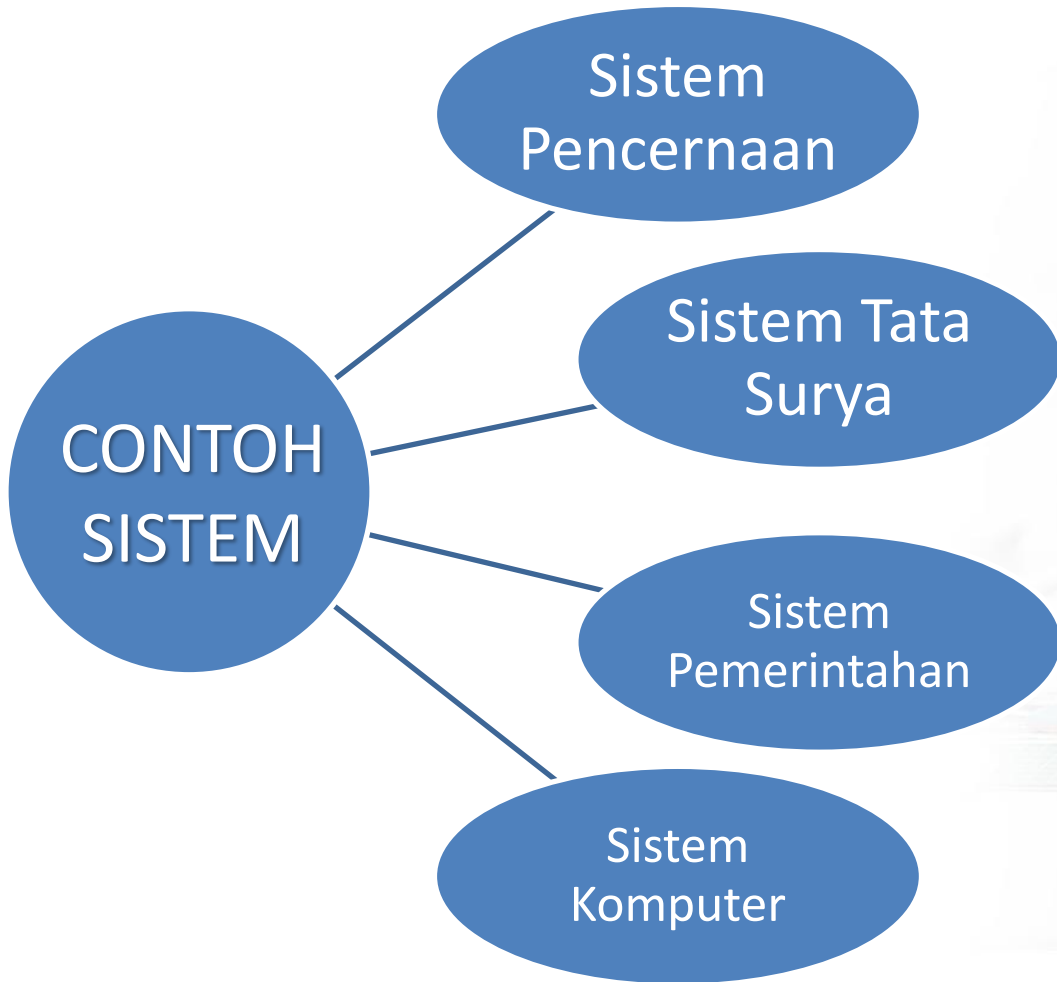 Sistem
Pencernaan
Sistem Tata
Surya
CONTOH
SISTEM
Sistem
Pemerintahan
Sistem
Komputer